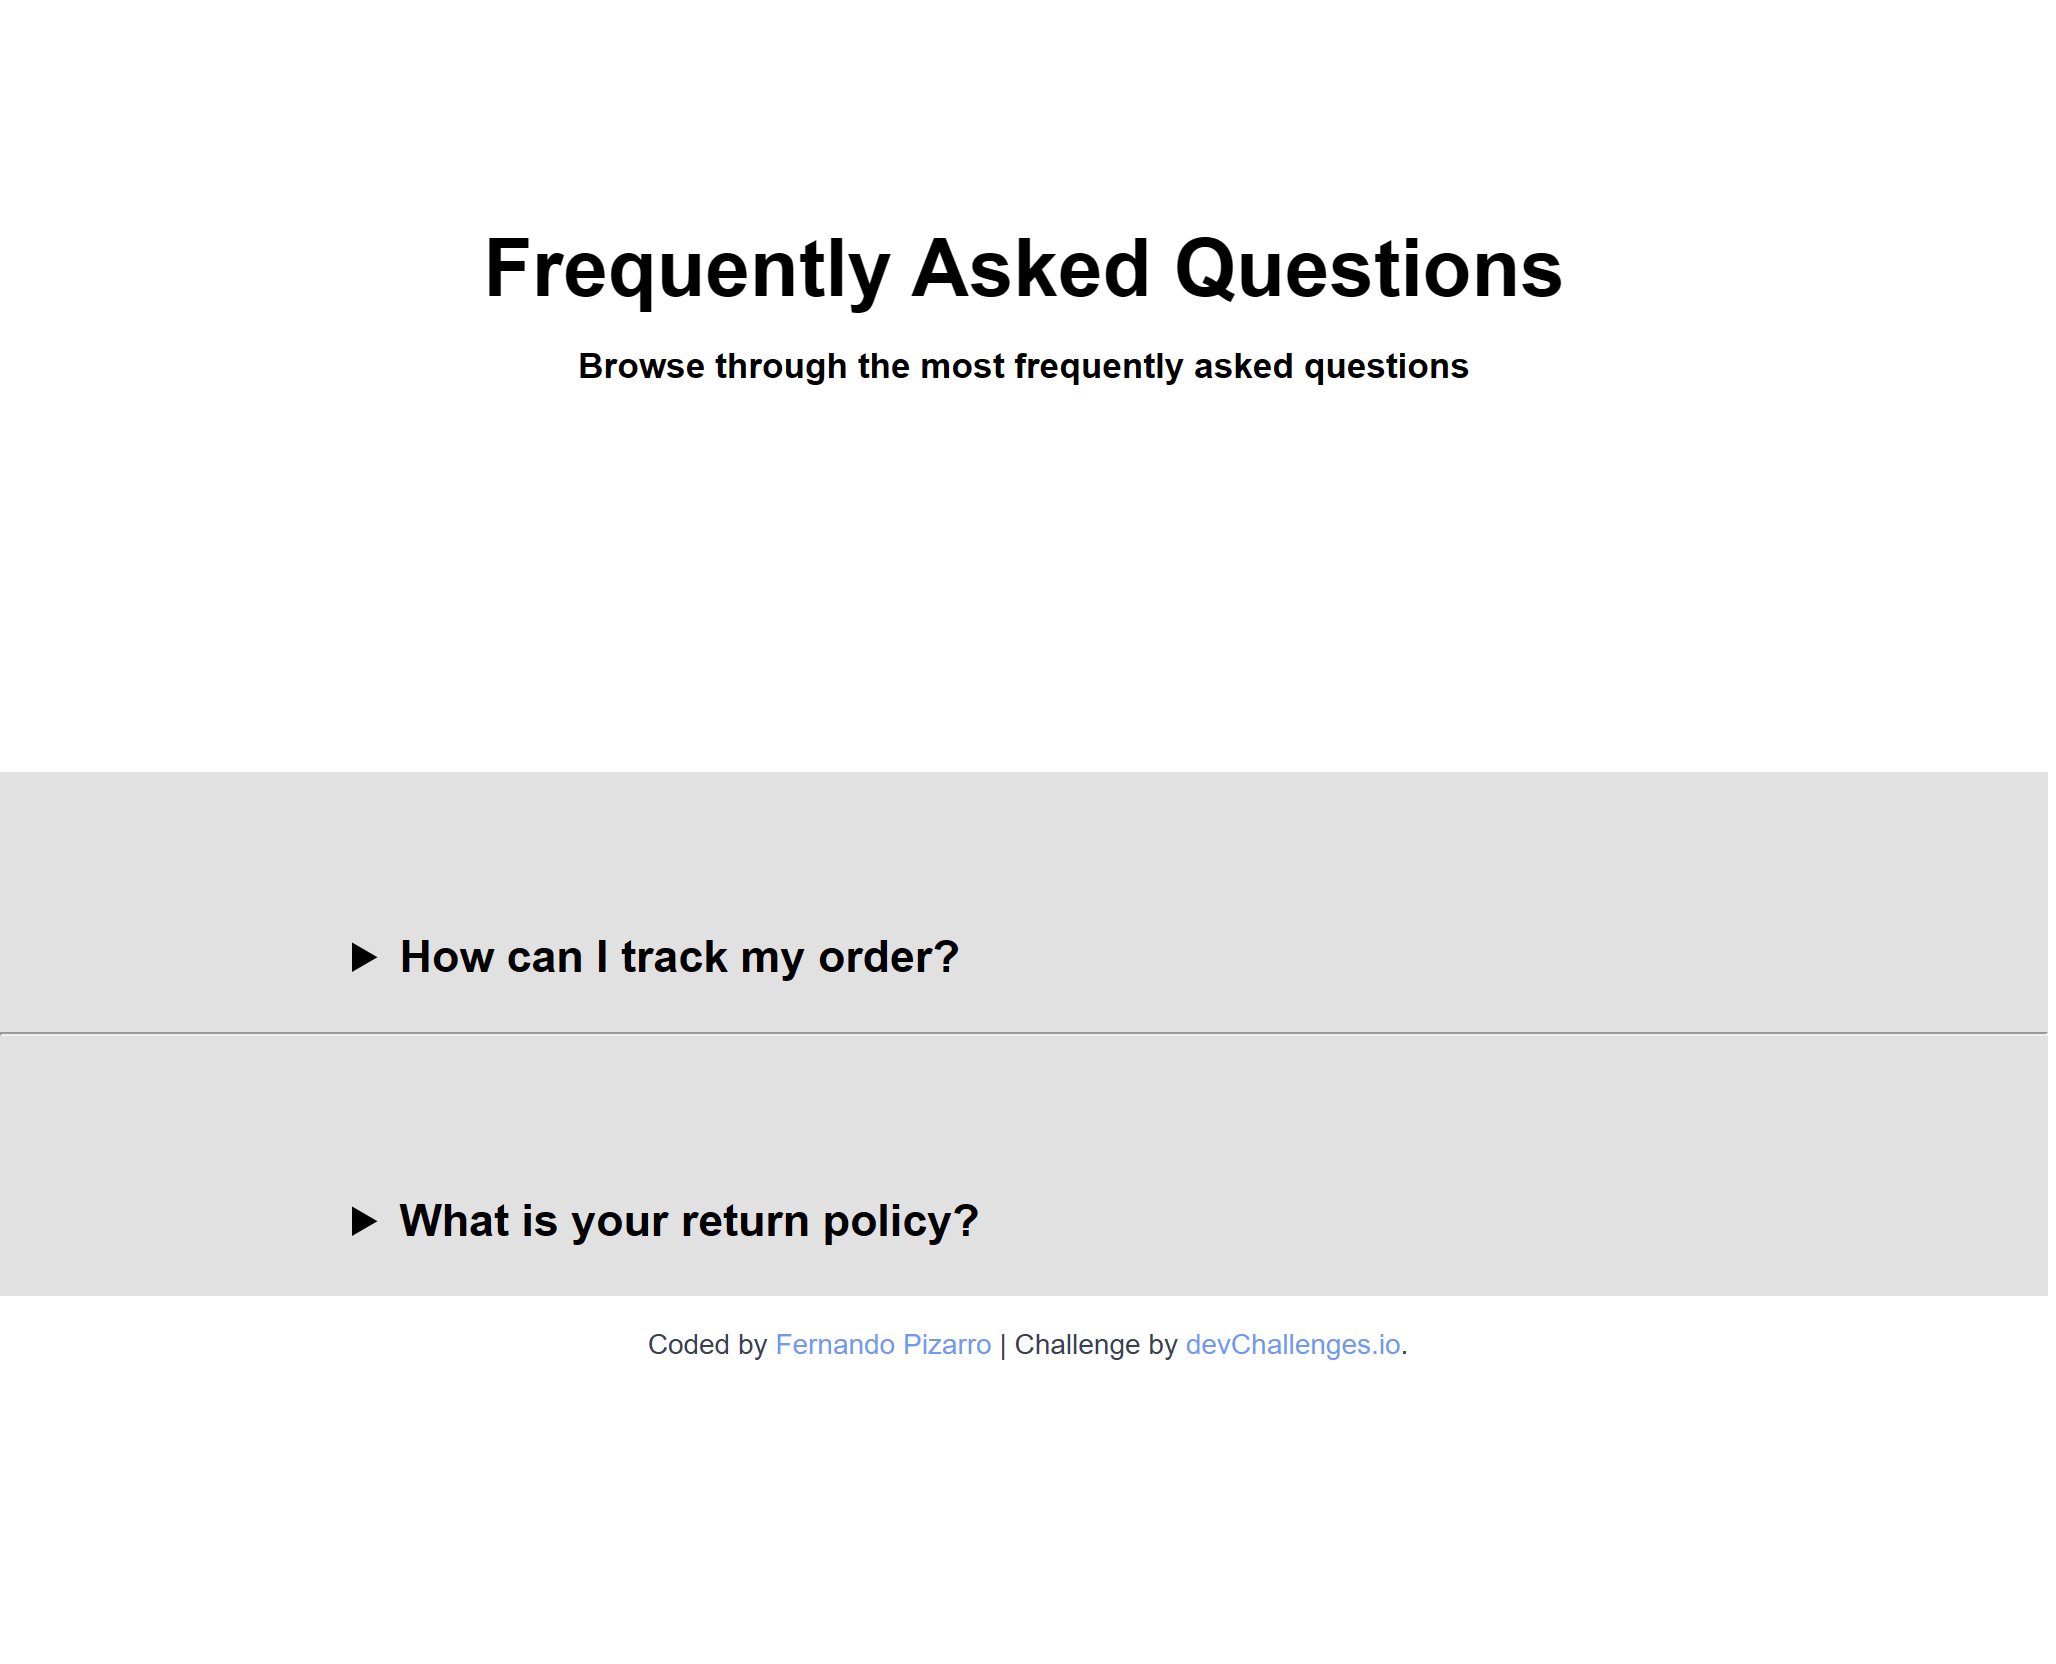 Frequently Asked Questions
Browse through the most frequently asked questions
How can I track my order?
What is your return policy?
Coded by Fernando Pizarro | Challenge by devChallenges.io.